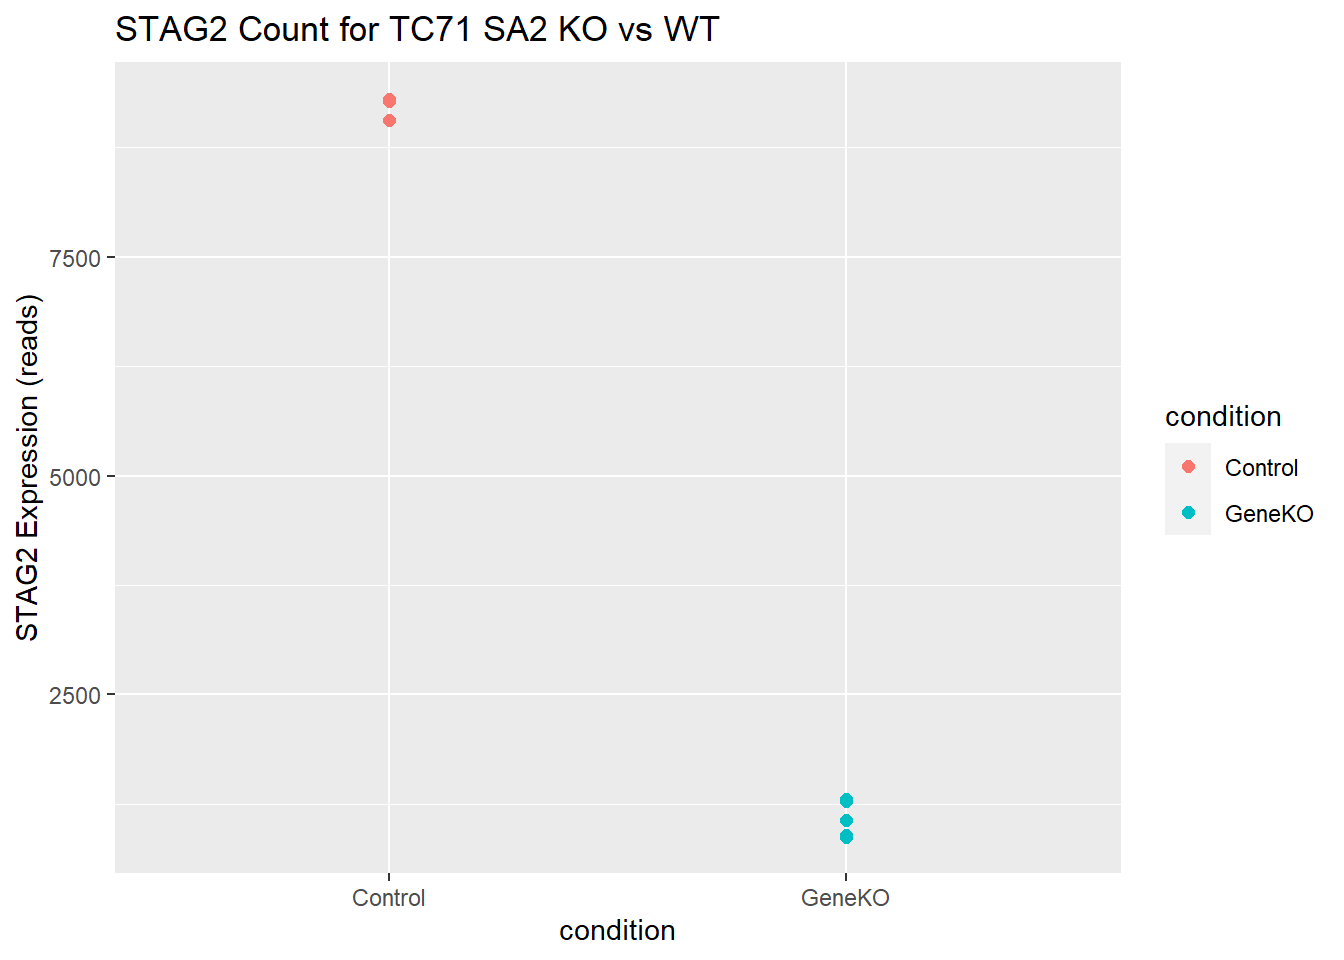 STAG2 Count for TC71 SA2 KO vs WT
STAG2 Expression (reads)
7500
5000
2500
Control
GeneKO
condition
condition
Control
GeneKO